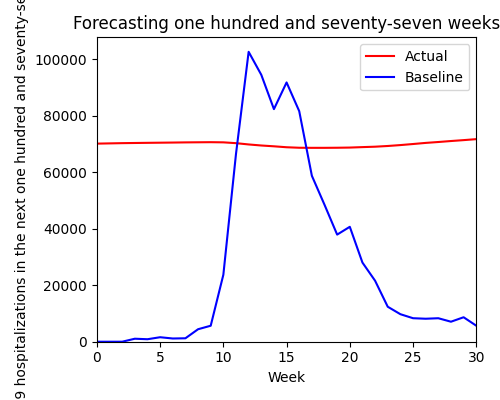 Forecasting one hundred and seventy-seven weeks
9 hospitalizations in the next one hundred and seventy-se
100000
80000
60000
40000
20000
0
Actual
Baseline
0 5 10 15 20 25 30
Week